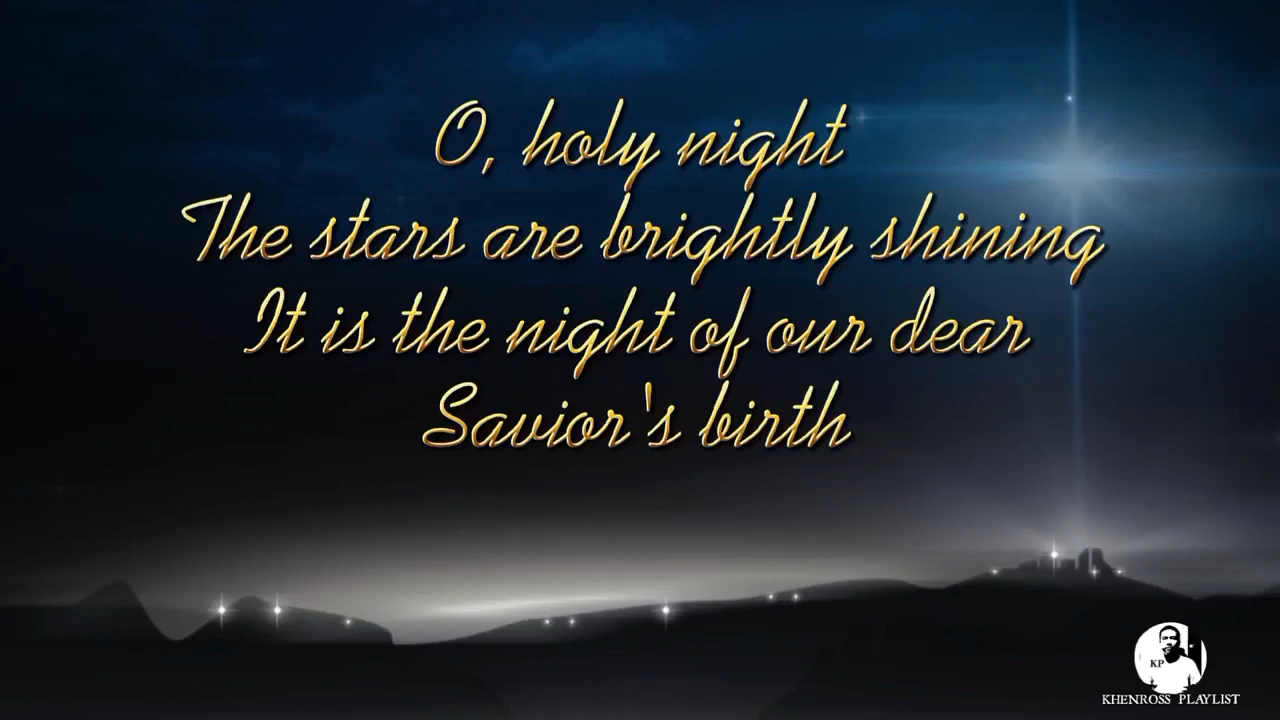 O, holy night
The stars are brightly shining
It is the night of our dear
Savior's birth
KP
KHENROSS PLAYLIST